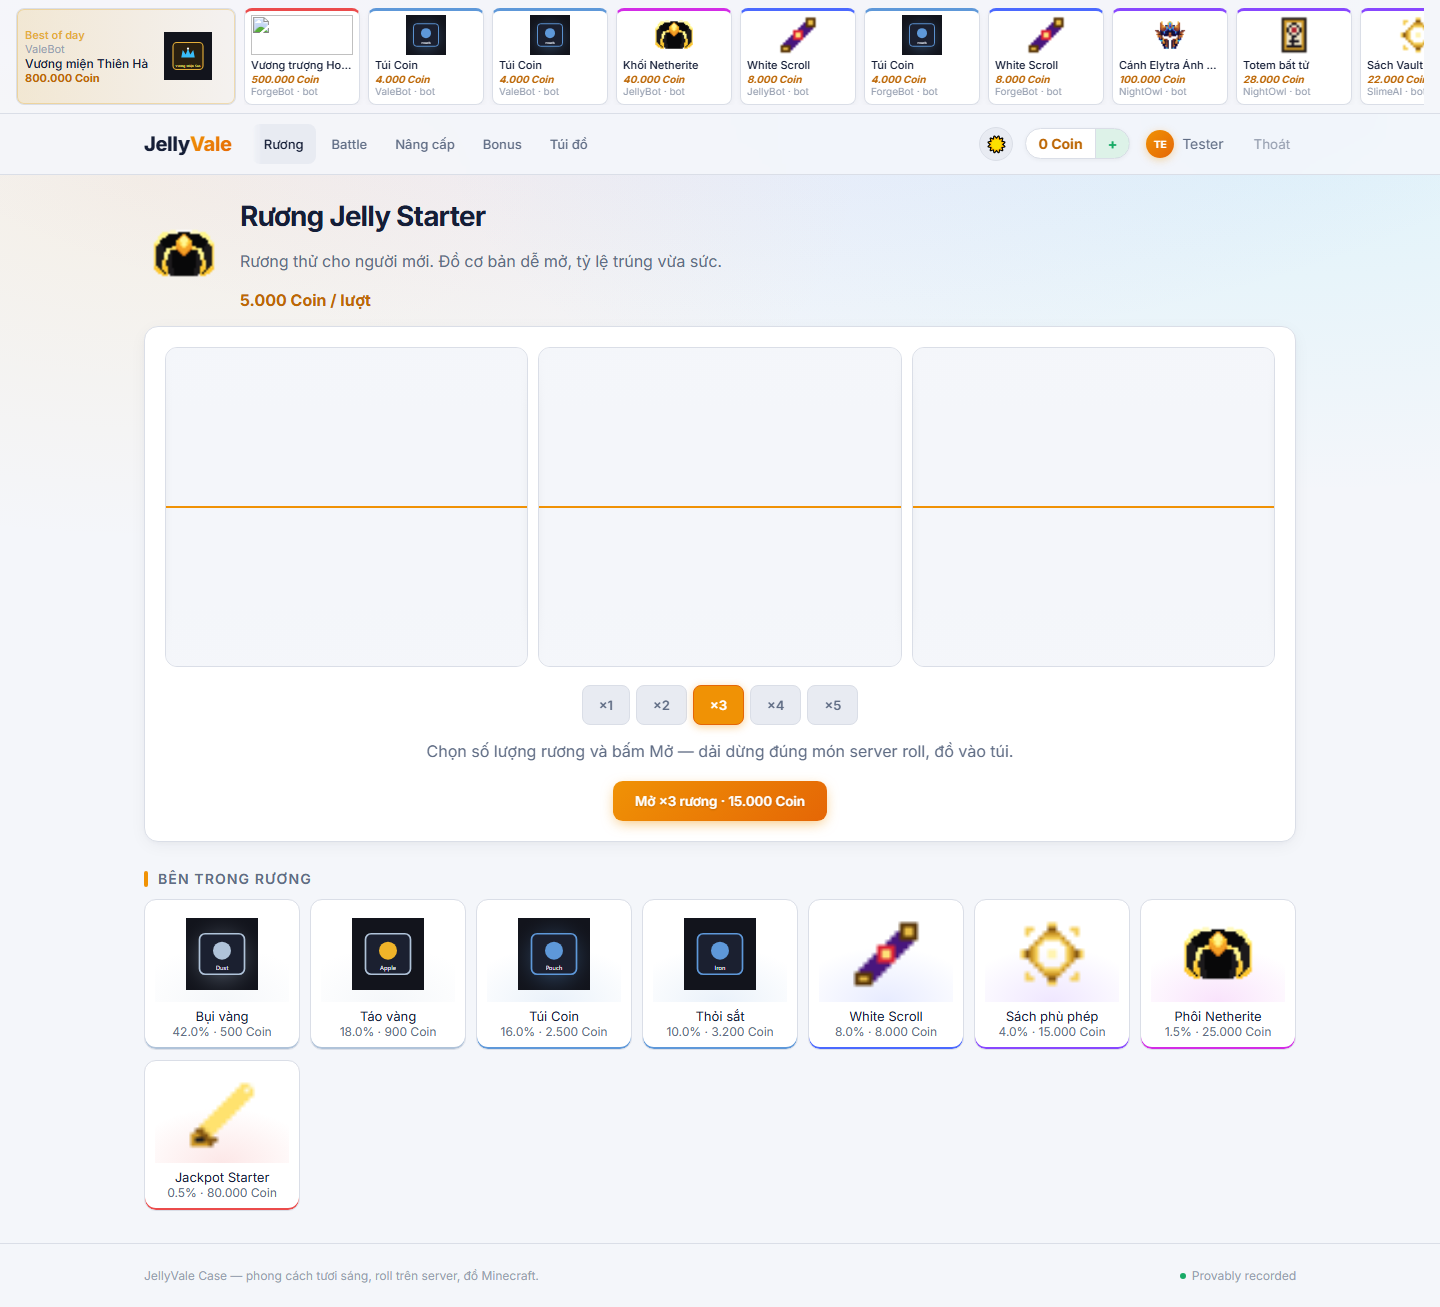 Best of day
ValeBot
Vương miện Thiên Hà
800.000 Coin
Vương trượng Ho...
500.000 Coin
ForgeBot · bot
Túi Coin
4.000 Coin
ValeBot · bot
Túi Coin
4.000 Coin
ValeBot · bot
Khối Netherite
40.000 Coin
JellyBot · bot
White Scroll
8.000 Coin
JellyBot · bot
Túi Coin
4.000 Coin
ForgeBot · bot
White Scroll
8.000 Coin
ForgeBot · bot
Cánh Elytra Ánh ...
100.000 Coin
NightOwl · bot
Totem bất tử
28.000 Coin
NightOwl · bot
Sách Vault
22.000 Coi
SlimeAI · bot
JellyVale
Rương
Battle
Nâng cấp
Bonus
Túi đồ
0 Coin
+
TE
Tester
Thoát
Rương Jelly Starter
Rương thử cho người mới. Đồ cơ bản dễ mở, tỷ lệ trúng vừa sức.
5.000 Coin / lượt
×1
×2
×3
×4
×5
Chọn số lượng rương và bấm Mở — dải dừng đúng món server roll, đồ vào túi.
Mở ×3 rương · 15.000 Coin
BÊN TRONG RƯƠNG
Dust
Bụi vàng
42.0% · 500 Coin
Apple
Táo vàng
18.0% · 900 Coin
Pouch
Túi Coin
16.0% · 2.500 Coin
Iron
Thỏi sắt
10.0% · 3.200 Coin
White Scroll
8.0% · 8.000 Coin
Sách phù phép
4.0% · 15.000 Coin
Phôi Netherite
1.5% · 25.000 Coin
Jackpot Starter
0.5% · 80.000 Coin
JellyVale Case — phong cách tươi sáng, roll trên server, đồ Minecraft.
Provably recorded